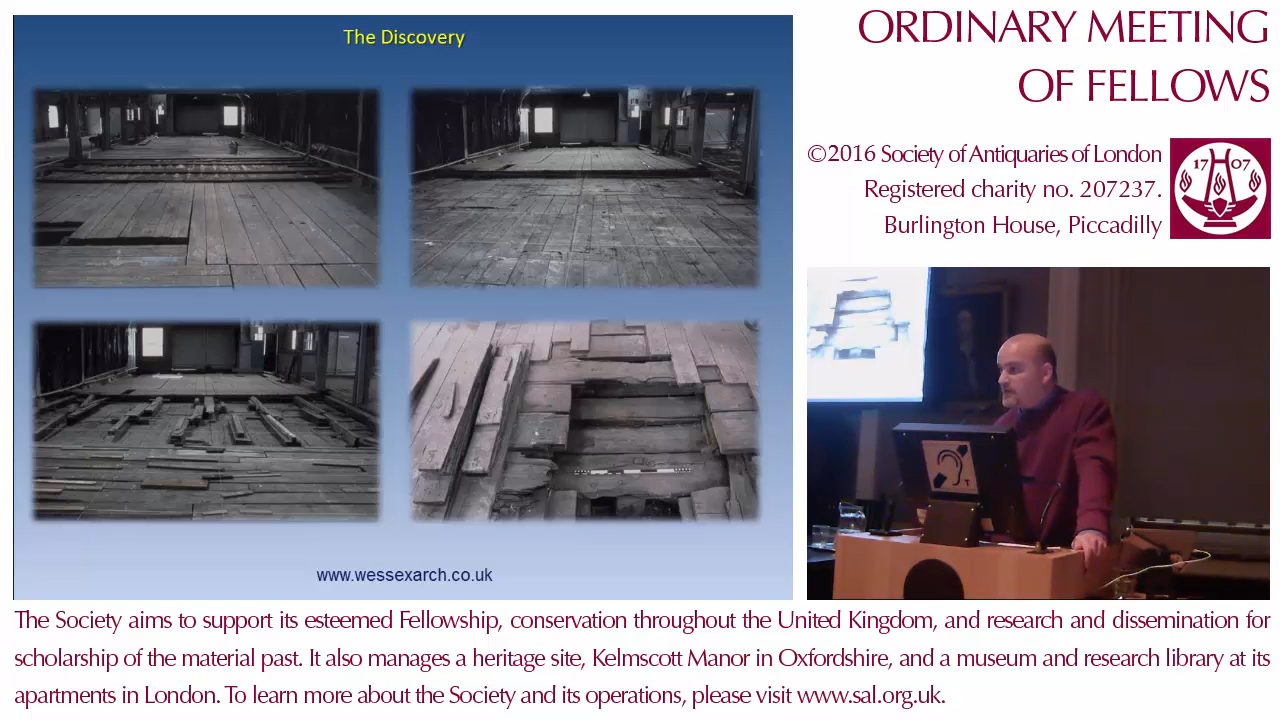 The Discovery
www.wessexarch.co.uk
ORDINARY MEETING
OF FELLOWS
©2016 Society of Antiquaries of London
Registered charity no. 207237.
Burlington House, Piccadilly
17 07
T
The Society aims to support its esteemed Fellowship, conservation throughout the United Kingdom, and research and dissemination for
scholarship of the material past. It also manages a heritage site, Kelmscott Manor in Oxfordshire, and a museum and research library at its
apartments in London. To learn more about the Society and its operations, please visit www.sal.org.uk.